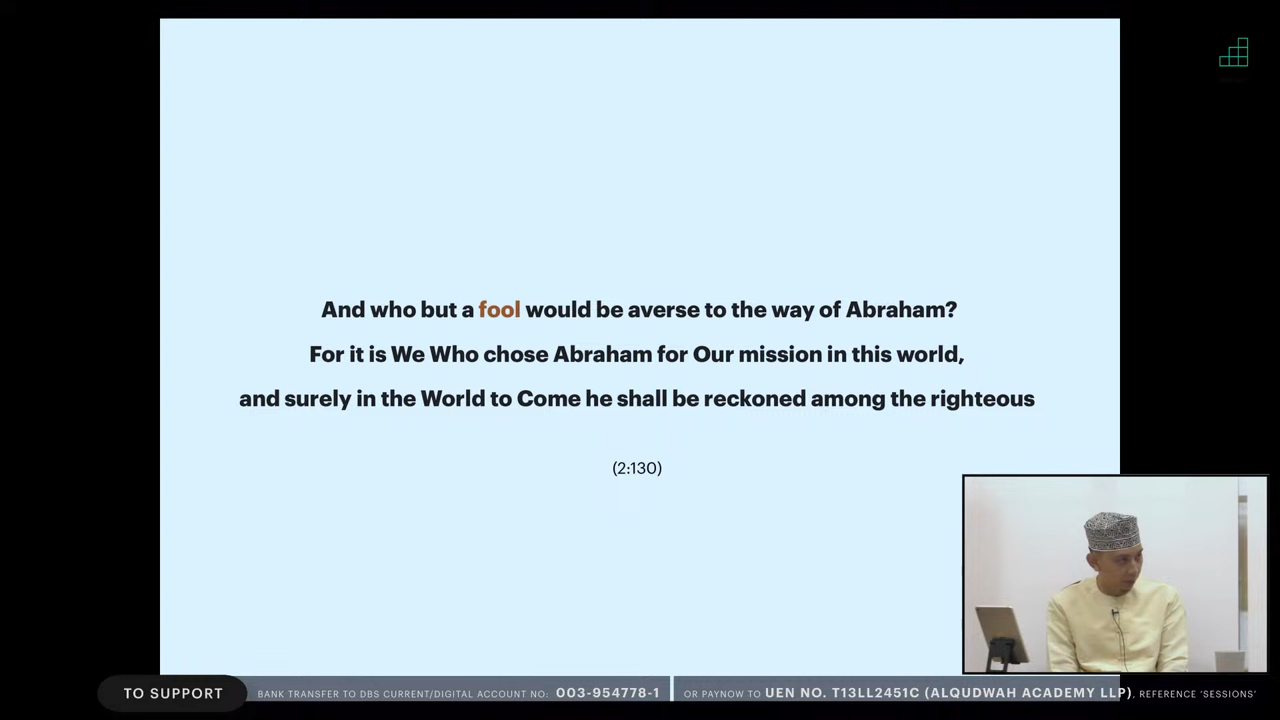 And who but a fool would be averse to the way of Abraham?
For it is We Who chose Abraham for Our mission in this world,
and surely in the World to Come he shall be reckoned among the righteous
(2:130)
TO SUPPORT
BANK TRANSFER TO DBS CURRENT/DIGITAL ACCOUNT NO: 003-954778-1
OR PAYNOW TO UEN NO. T13LL2451C (ALQUDWAH ACADEMY LLP), REFERENCE ‘SESSIONS’